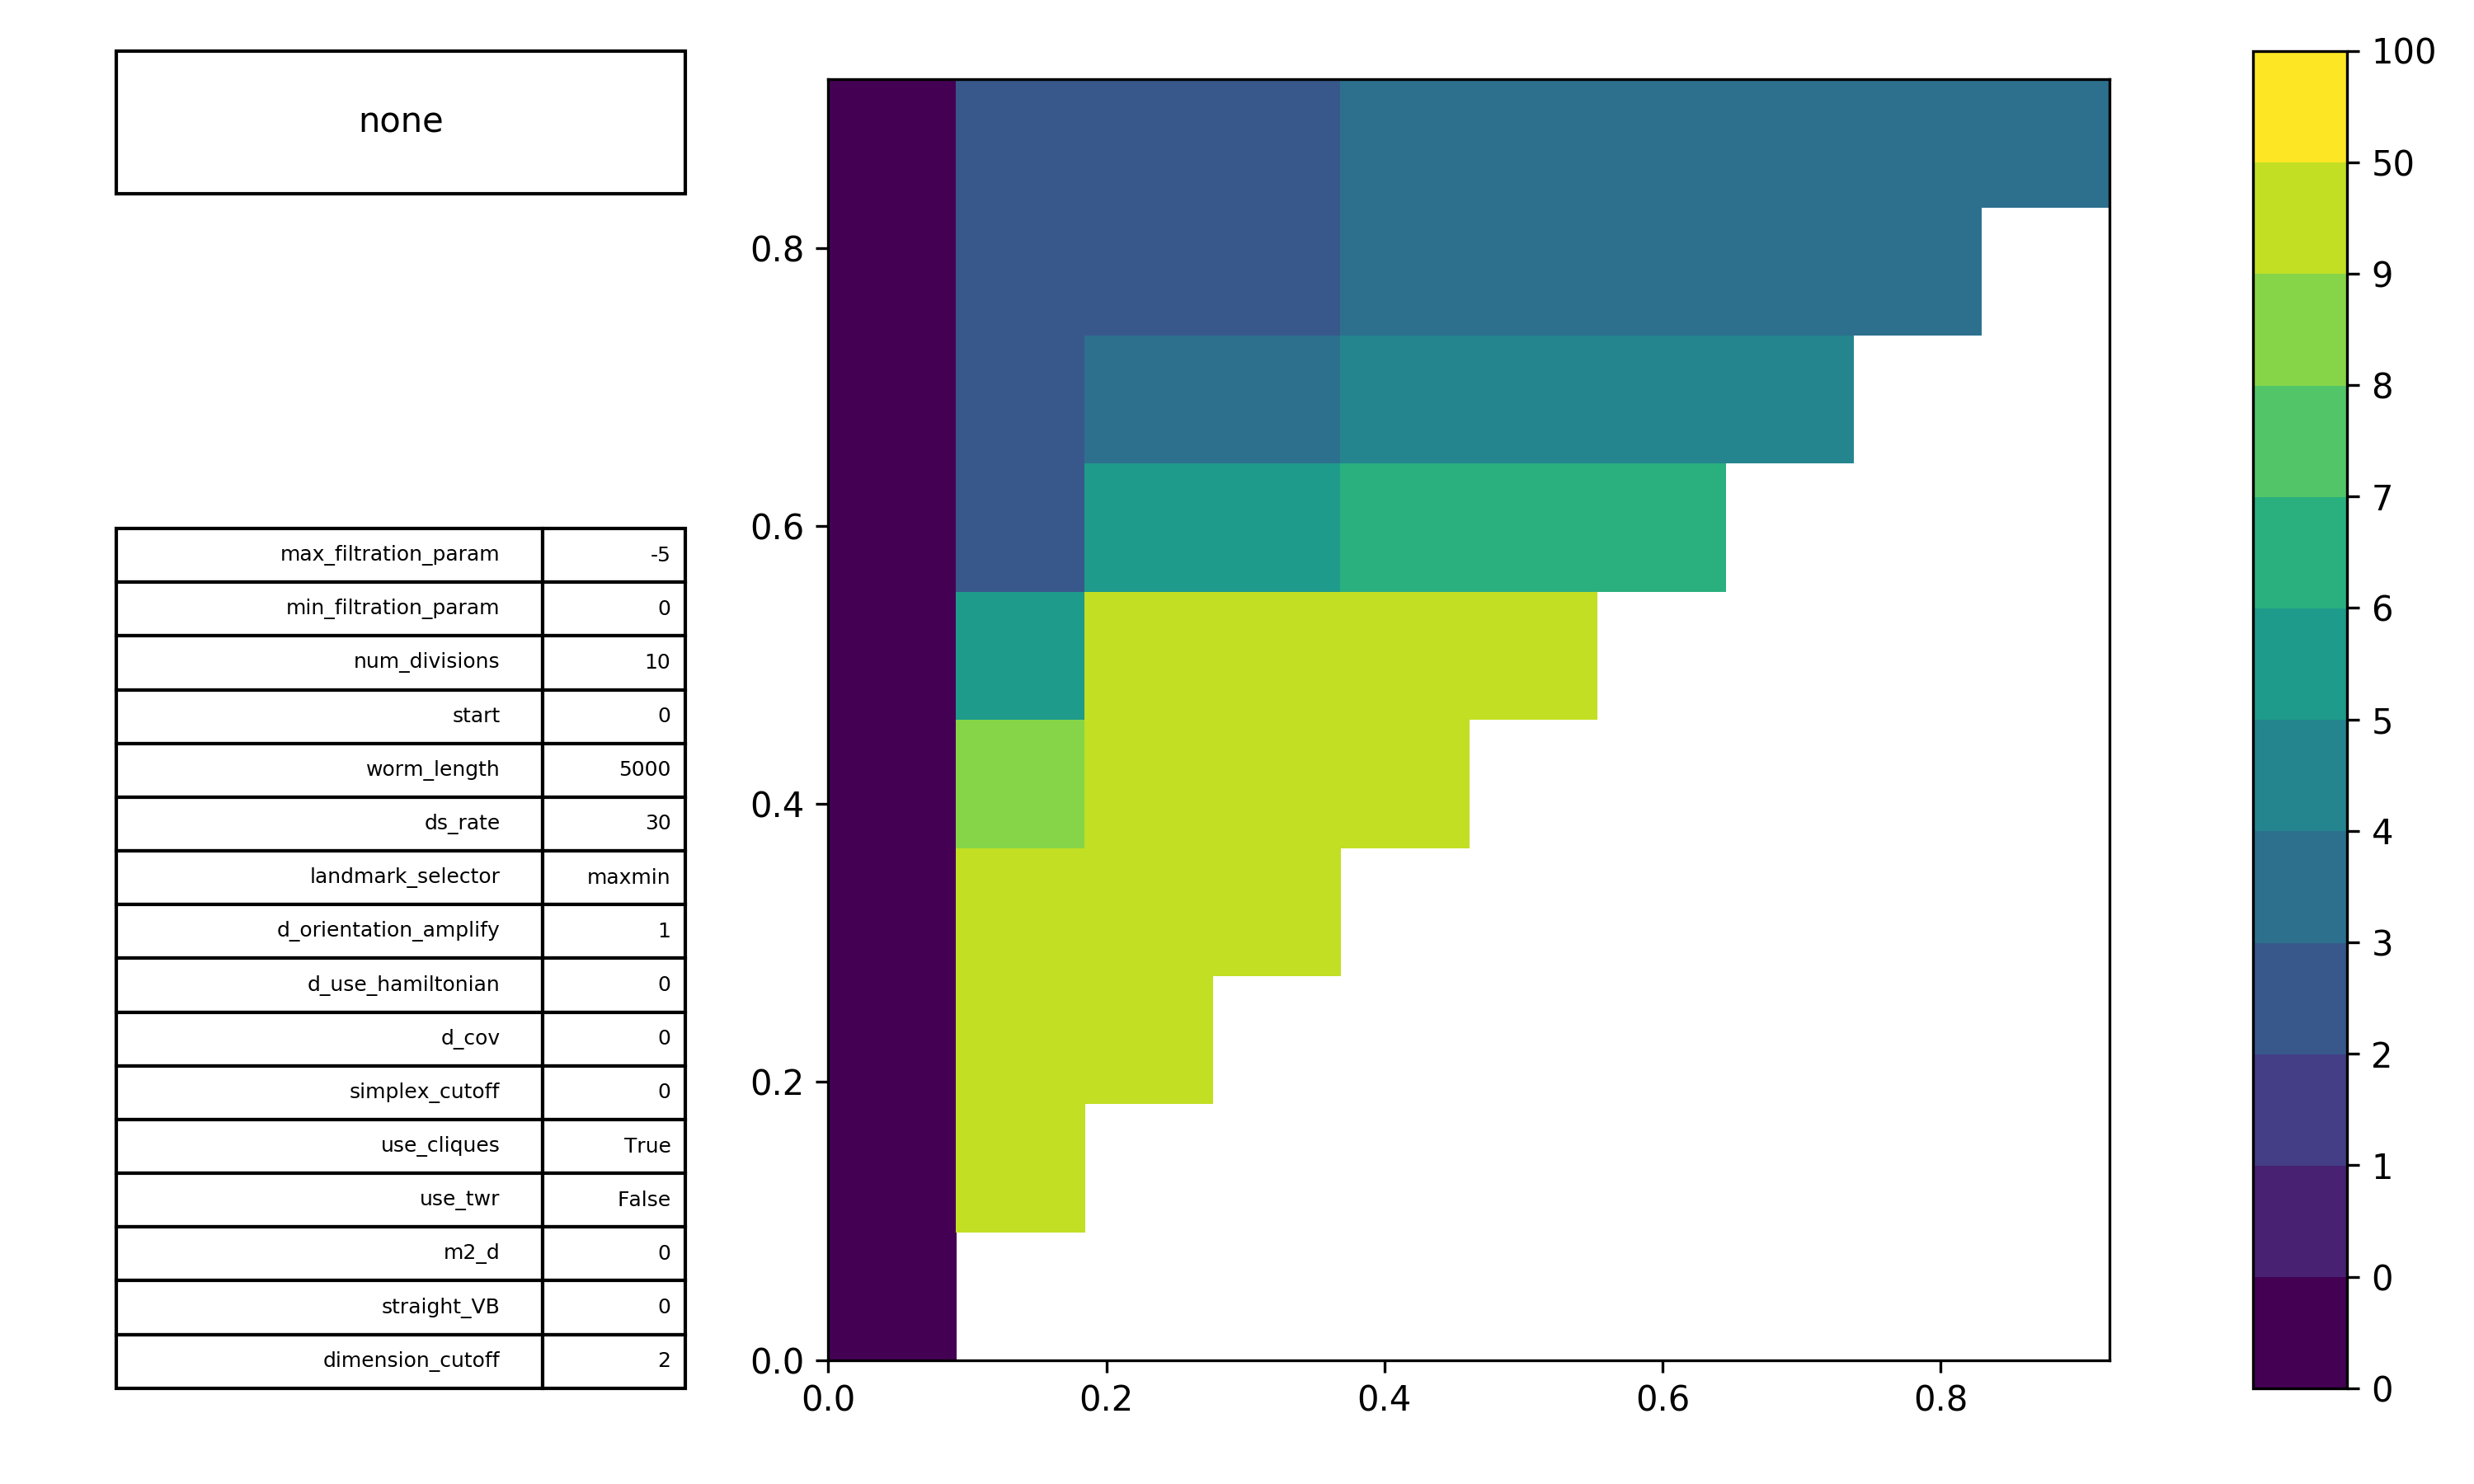 none
max_filtration_param -5
min_filtration_param 0
num_divisions 10
start 0
worm_length 5000
ds_rate 30
landmark_selector maxmin
d_orientation_amplify 1
d_use_hamiltonian 0
d_cov 0
simplex_cutoff 0
use_cliques True
use_twr False
m2_d 0
straight_VB 0
dimension_cutoff 2
0.8
0.6
0.4
0.2
0.0
0.0 0.2 0.4 0.6 0.8
100
50
9
8
7
6
5
4
3
2
1
0
0